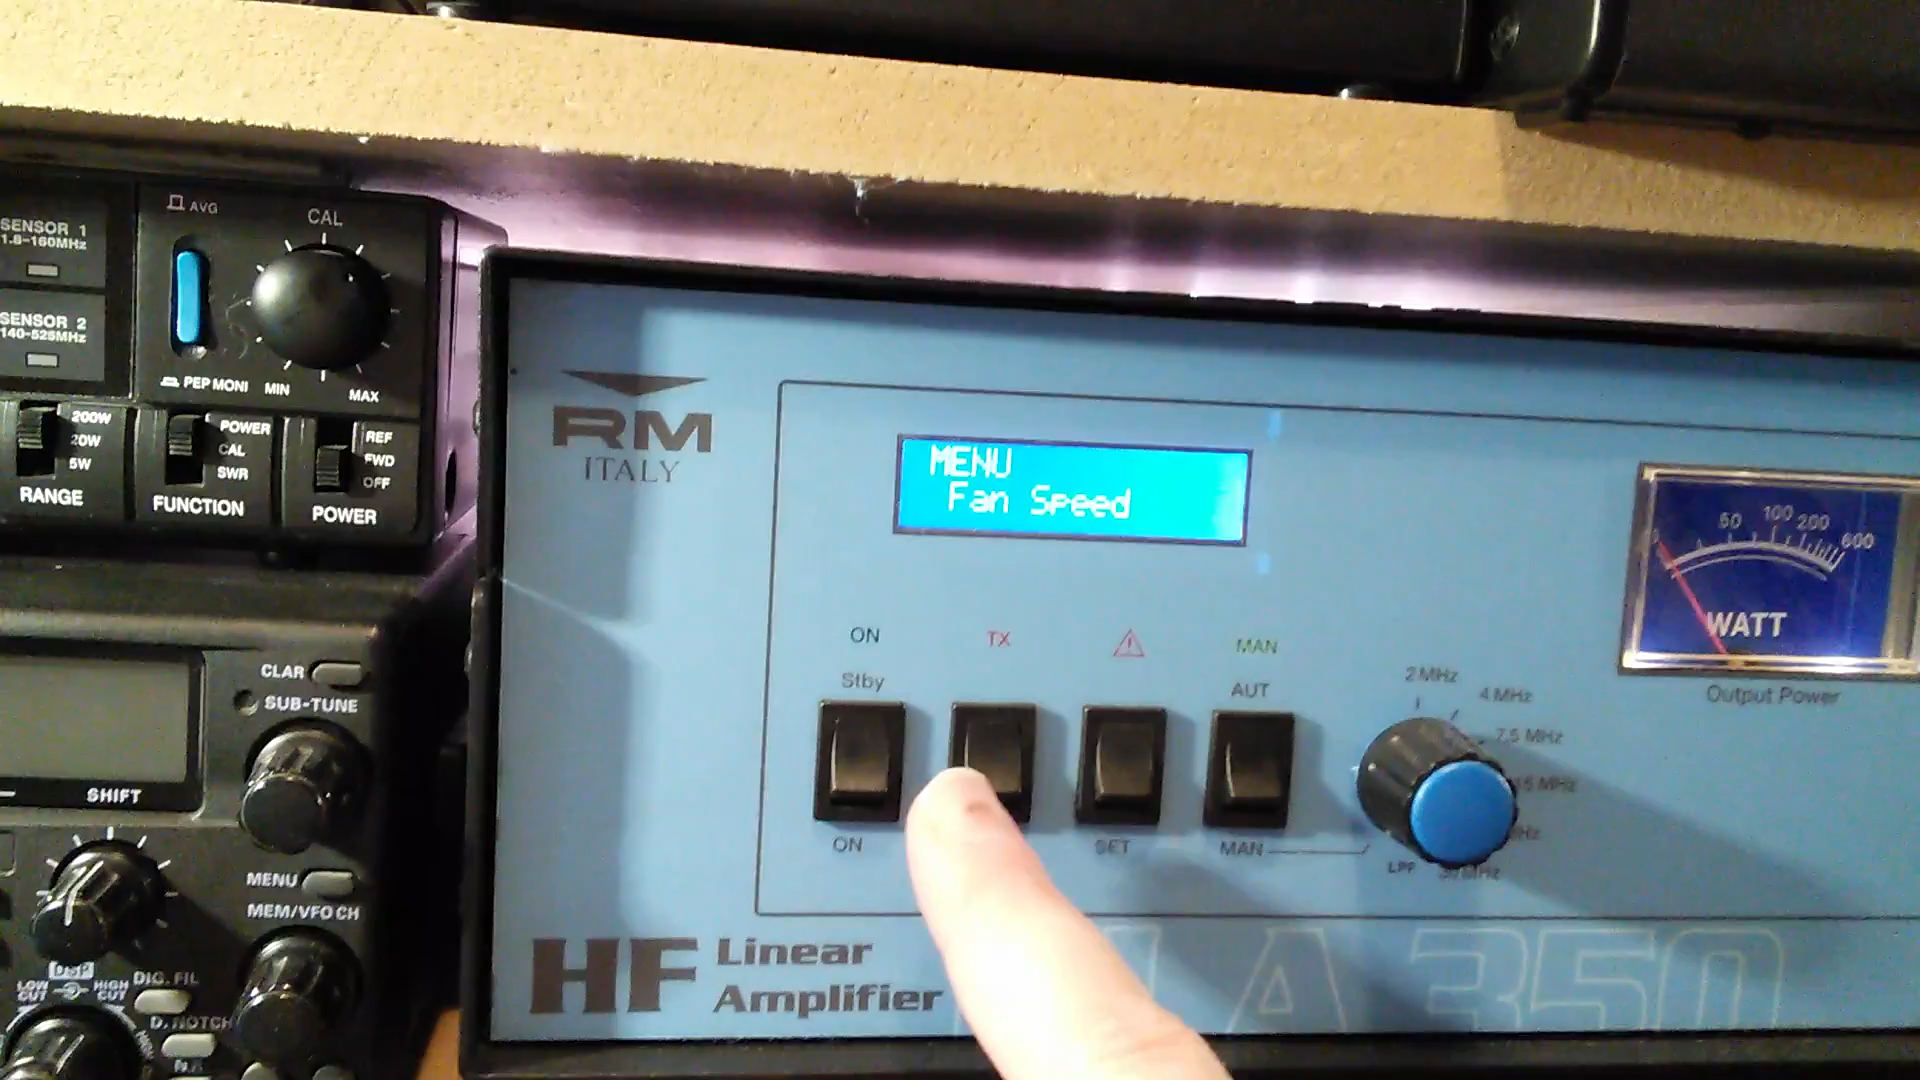 AVG
CAL
SENSOR 1
1.8-160MHz
SENSOR 2
140-525MHz
PEP MONI
MIN
MAX
200W
20W
5W
RANGE
POWER
CAL
SWR
FUNCTION
REF
FWD
OFF
POWER
CLAR
SUB-TUNE
SHIFT
MENU
MEM/VFO CH
DSP
LOW CUT
HIGH CUT
DIG. FIL
D. NOTCH
RM
ITALY
MENU
Fan Speed
ON
TX
MAN
Stby
AUT
ON
SET
MAN
2 MHz
4 MHz
7.5 MHz
LPF
50
100
200
600
WATT
Output Power
HF Linear
Amplifier
LA 350